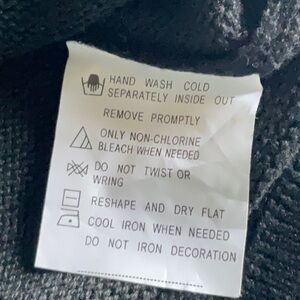 HAND WASH COLD
SEPARATELY INSIDE OUT
REMOVE PROMPTLY
ONLY NON-CHLORINE
BLEACH WHEN NEEDED
DO NOT TWIST OR
WRING
RESHAPE AND DRY FLAT
COOL IRON WHEN NEEDED
DO NOT IRON DECORATION